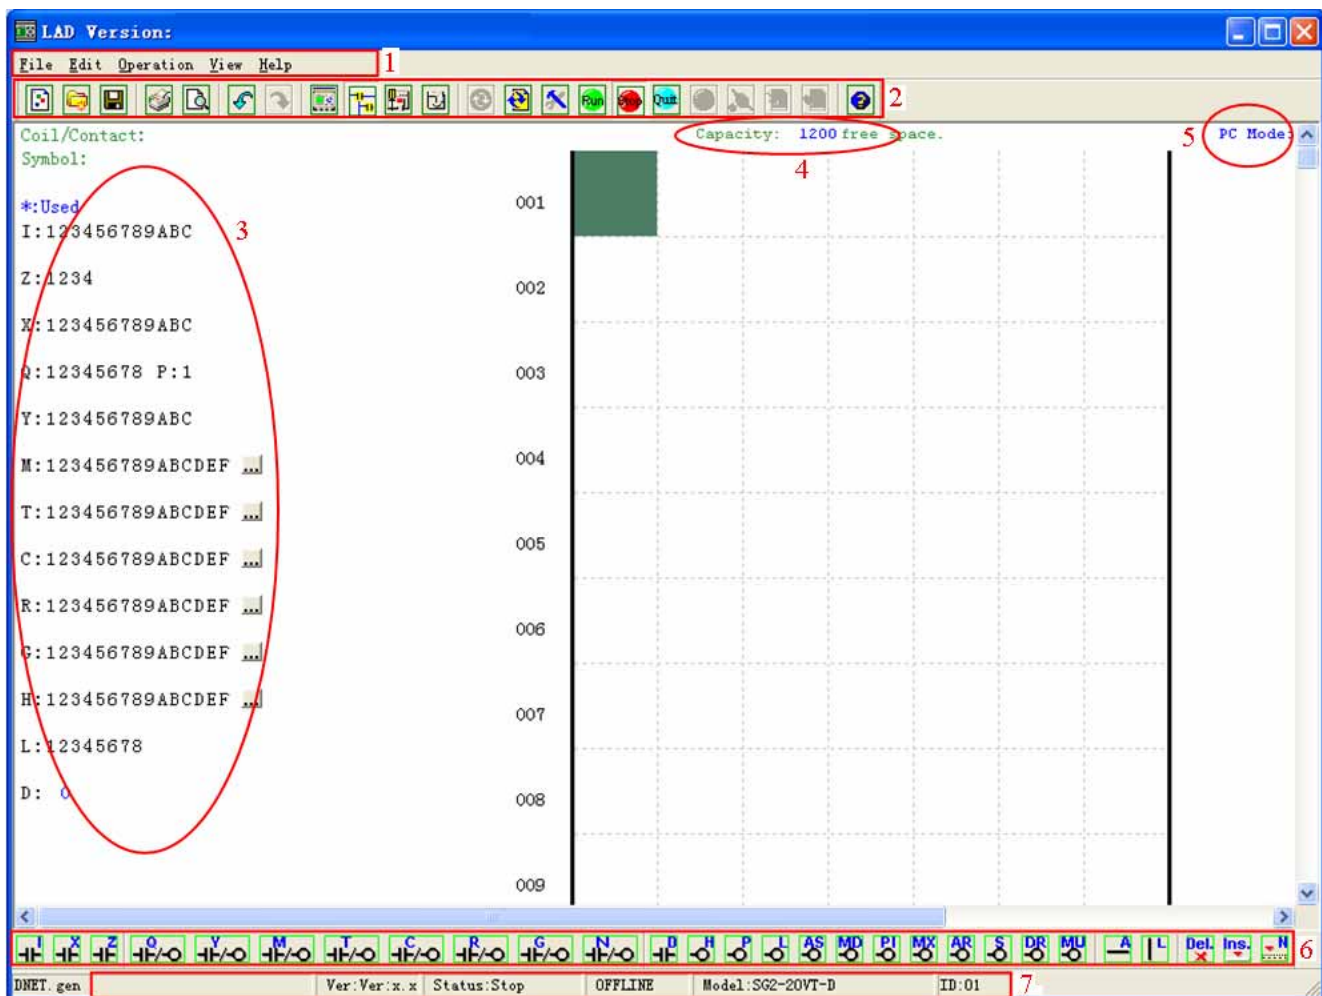 LAD Version:
File Edit Operation View Help 1
Run Stop Quit 2
Coil/Contact: Capacity: 1200 free space. 5 PC Mode:
Symbol: 4
*:Used
I:123456789ABC 3 001
Z:1234 002
X:123456789ABC
Q:12345678 P:1 003
Y:123456789ABC
M:123456789ABCDEF ... 004
T:123456789ABCDEF ...
C:123456789ABCDEF ... 005
R:123456789ABCDEF ...
G:123456789ABCDEF ... 006
H:123456789ABCDEF ... 007
L:12345678
D: 0 008
009
I X Z Q Y M T C R G N D H P L AS MD PI MX AR S DR MU A L Del. Ins. N 6
DNET.gen Ver:Ver:x.x Status:Stop OFFLINE Model:SG2-20VT-D ID:01 7